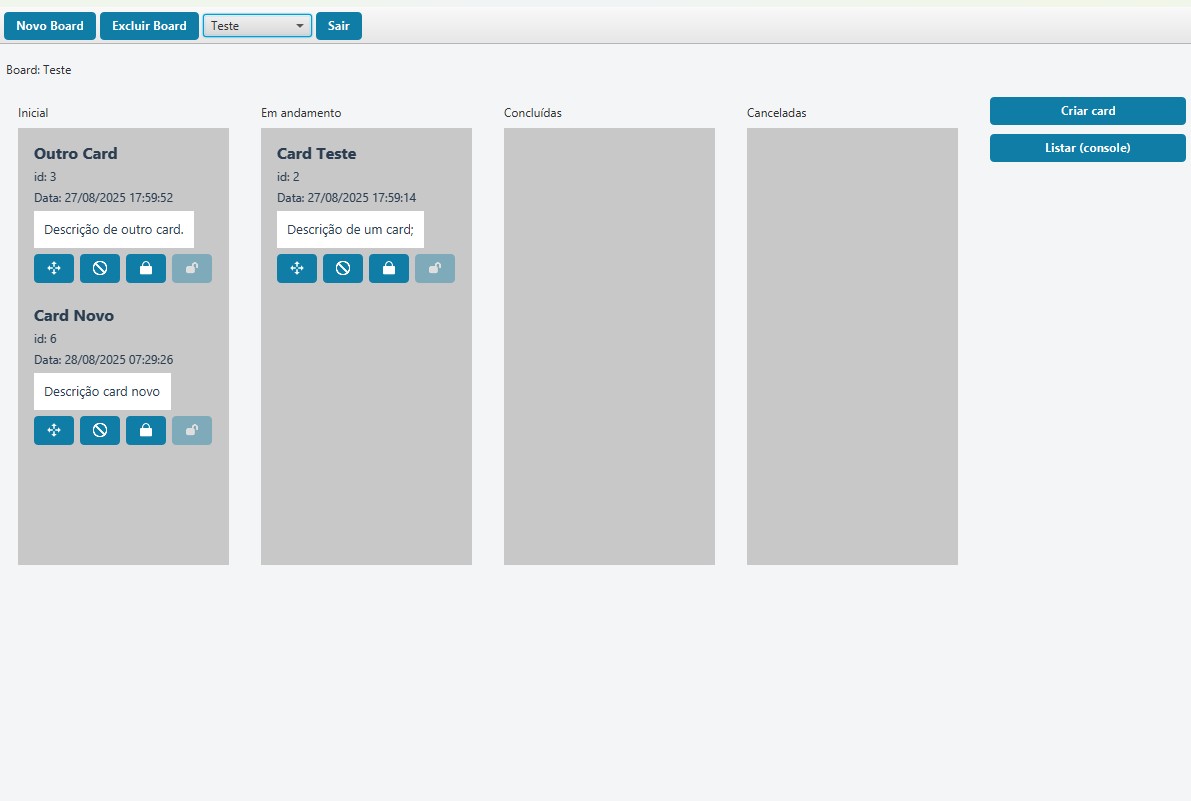 Novo Board
Excluir Board
Teste
Sair
Board: Teste
Inicial
Outro Card
id: 3
Data: 27/08/2025 17:59:52
Descrição de outro card.
Card Novo
id: 6
Data: 28/08/2025 07:29:26
Descrição card novo
Em andamento
Card Teste
id: 2
Data: 27/08/2025 17:59:14
Descrição de um card;
Concluídas
Canceladas
Criar card
Listar (console)